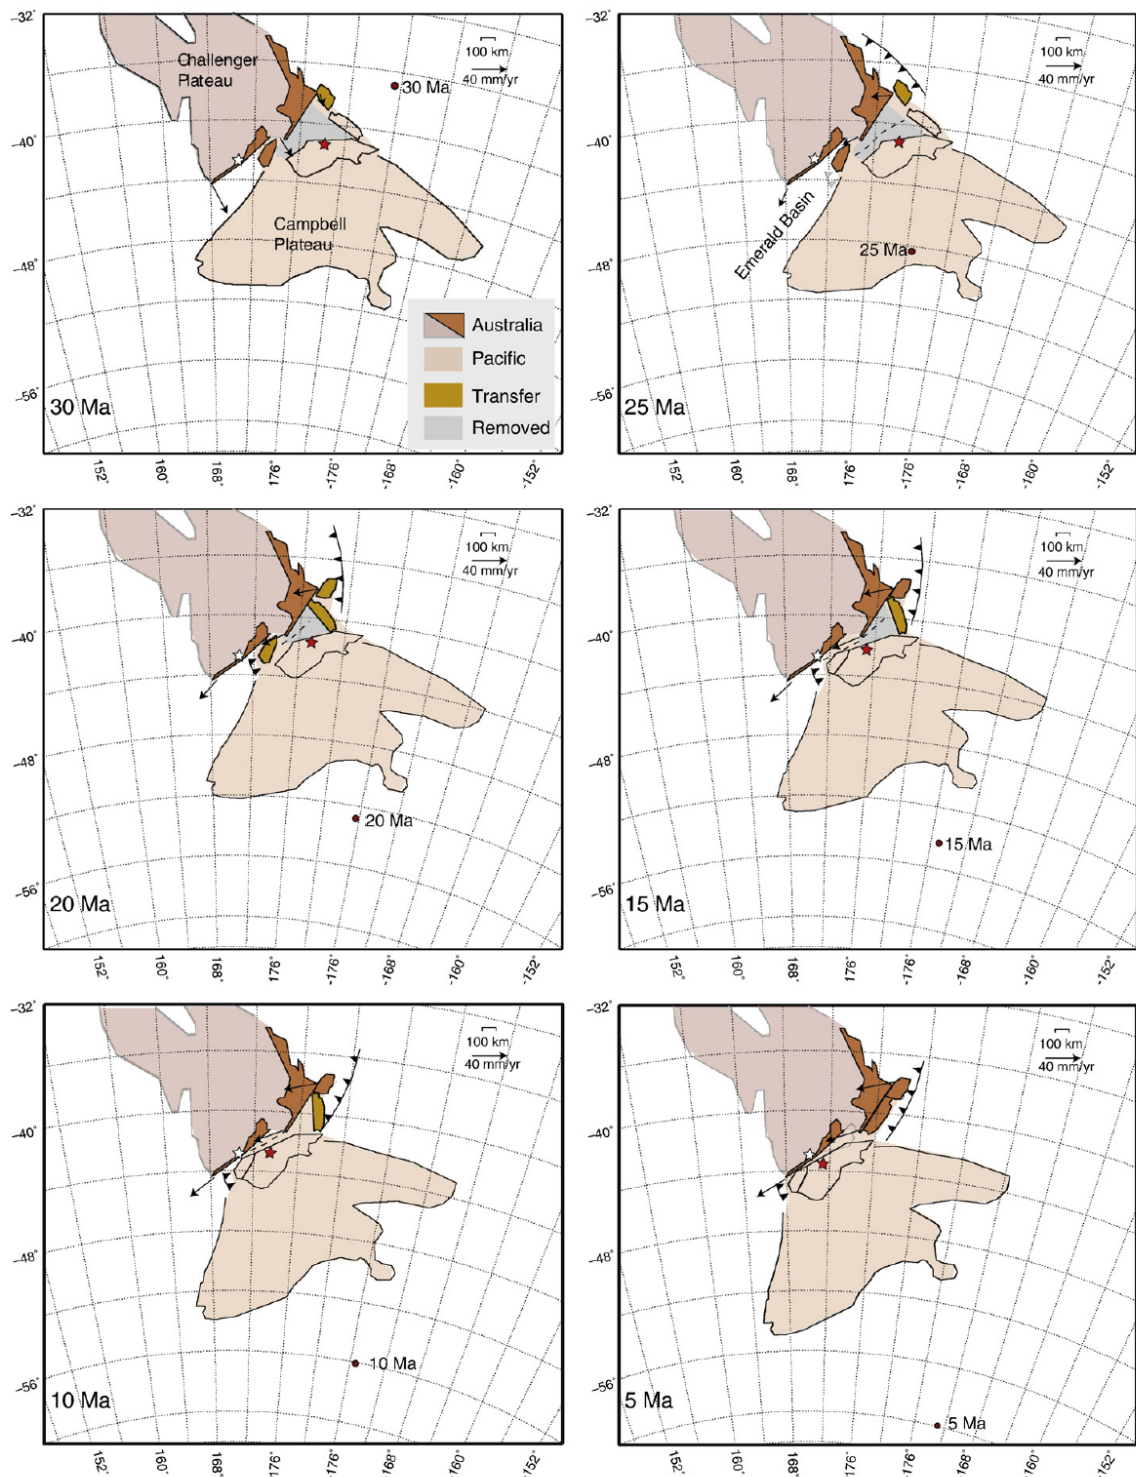 −32°
Challenger
Plateau
100 km
40 mm/yr
30 Ma
−40°
Campbell
Plateau
−48°
Australia
Pacific
Transfer
Removed
−56°
30 Ma
152°
160°
168°
176°
−176°
−168°
−160°
−152°
−32°
100 km
40 mm/yr
−40°
Emerald Basin
25 Ma
−48°
−56°
25 Ma
152°
160°
168°
176°
−176°
−168°
−160°
−152°
−32°
100 km
40 mm/yr
−40°
−48°
20 Ma
−56°
20 Ma
152°
160°
168°
176°
−176°
−168°
−160°
−152°
−32°
100 km
40 mm/yr
−40°
−48°
15 Ma
−56°
15 Ma
152°
160°
168°
176°
−176°
−168°
−160°
−152°
−32°
100 km
40 mm/yr
−40°
−48°
10 Ma
−56°
10 Ma
152°
160°
168°
176°
−176°
−168°
−160°
−152°
−32°
100 km
40 mm/yr
−40°
−48°
−56°
5 Ma
5 Ma
152°
160°
168°
176°
−176°
−168°
−160°
−152°